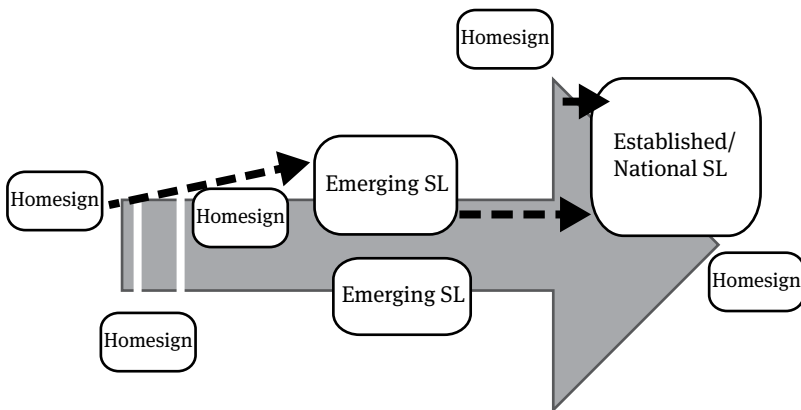 Homesign
Established/
National SL
Homesign
Emerging SL
Homesign
Homesign
Emerging SL
Homesign